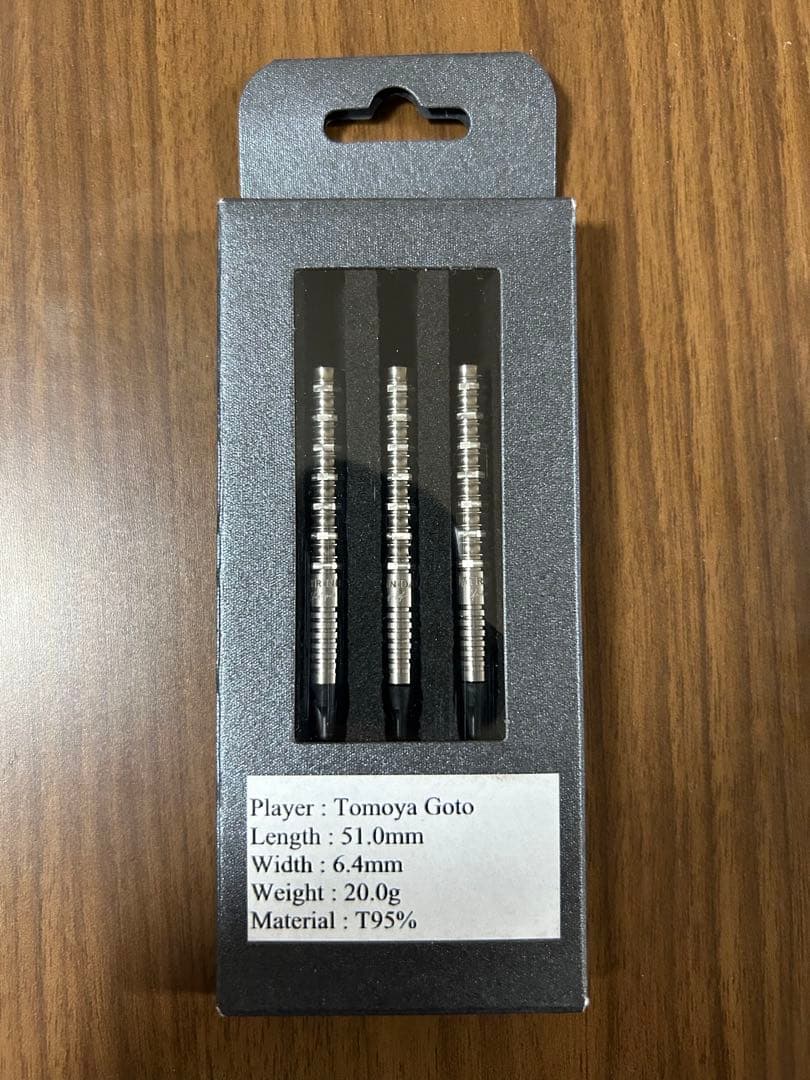 Player : Tomoya Goto
Length : 51.0mm
Width : 6.4mm
Weight : 20.0g
Material : T95%